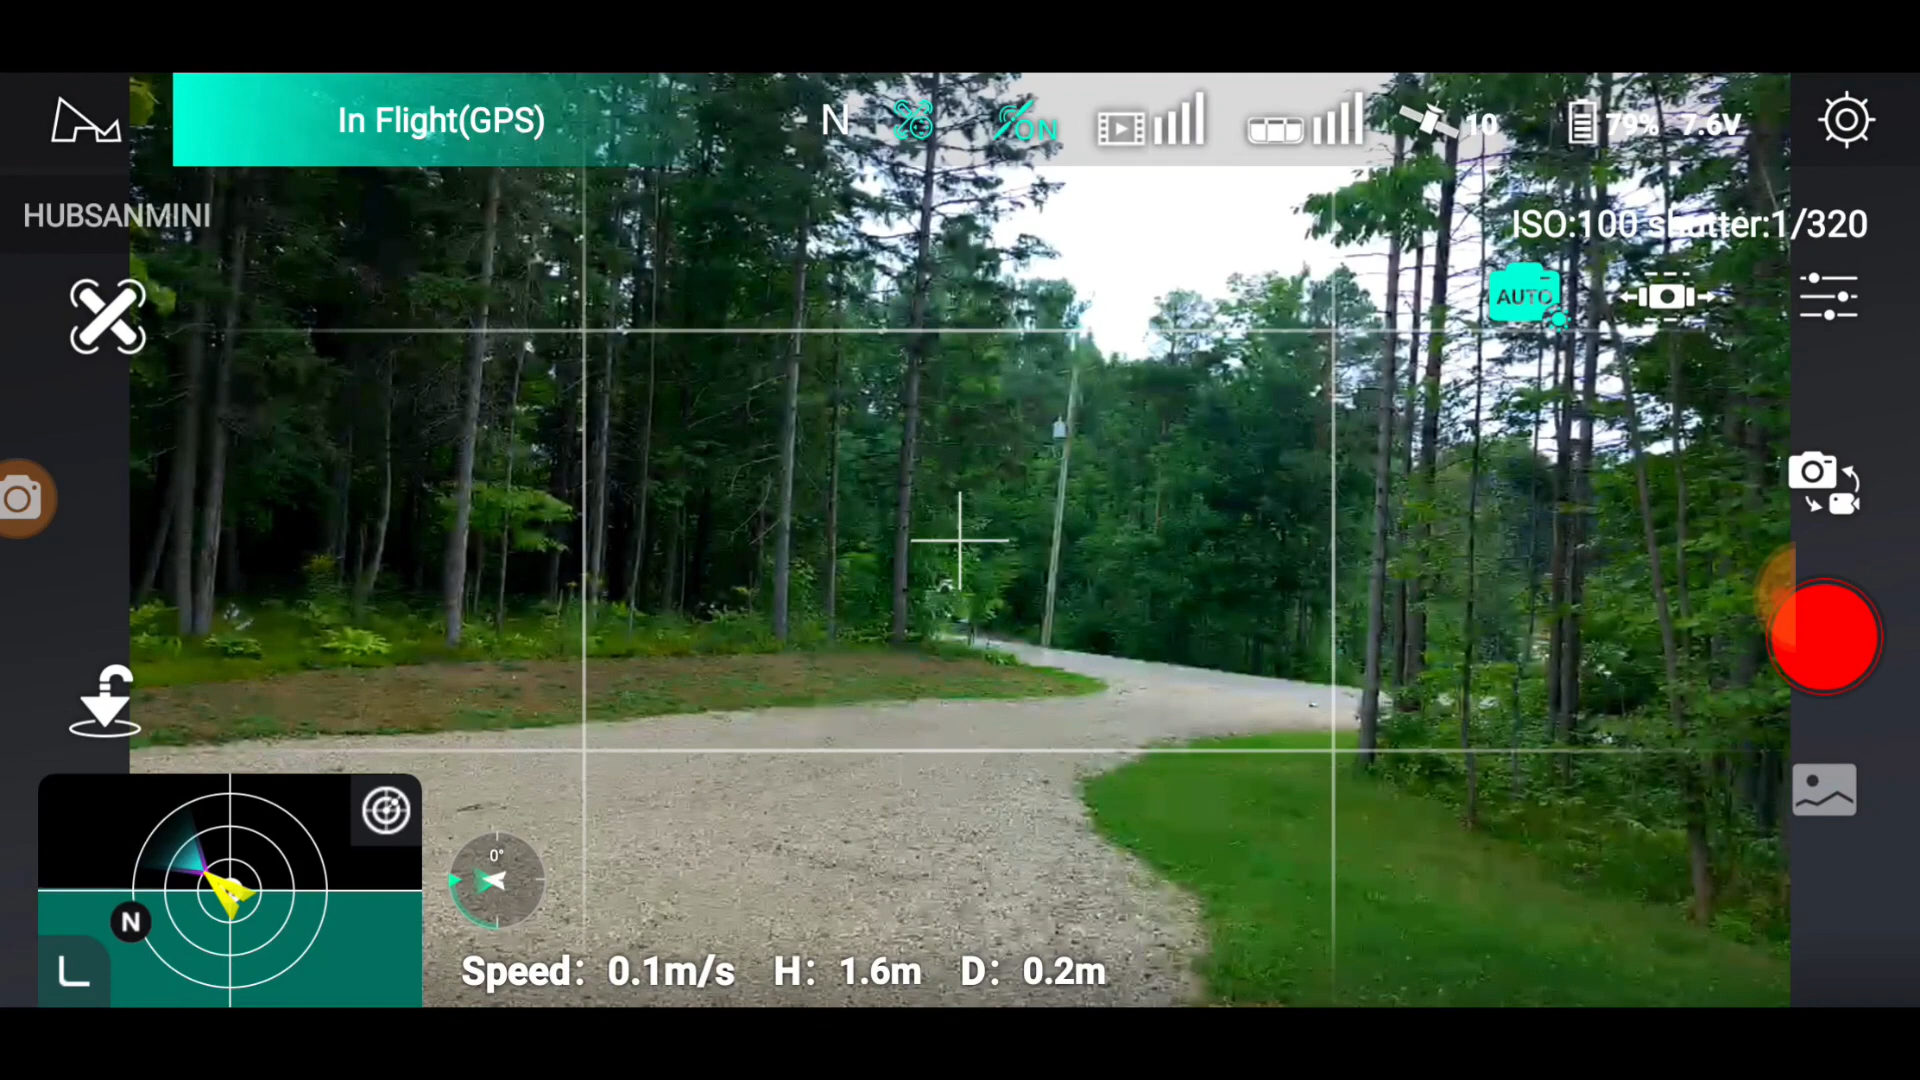 In Flight(GPS)
N
ON
10
79%
7.6V
HUBSANMINI
ISO:100 shutter:1/320
AUTO
N
0°
Speed: 0.1m/s H: 1.6m D: 0.2m